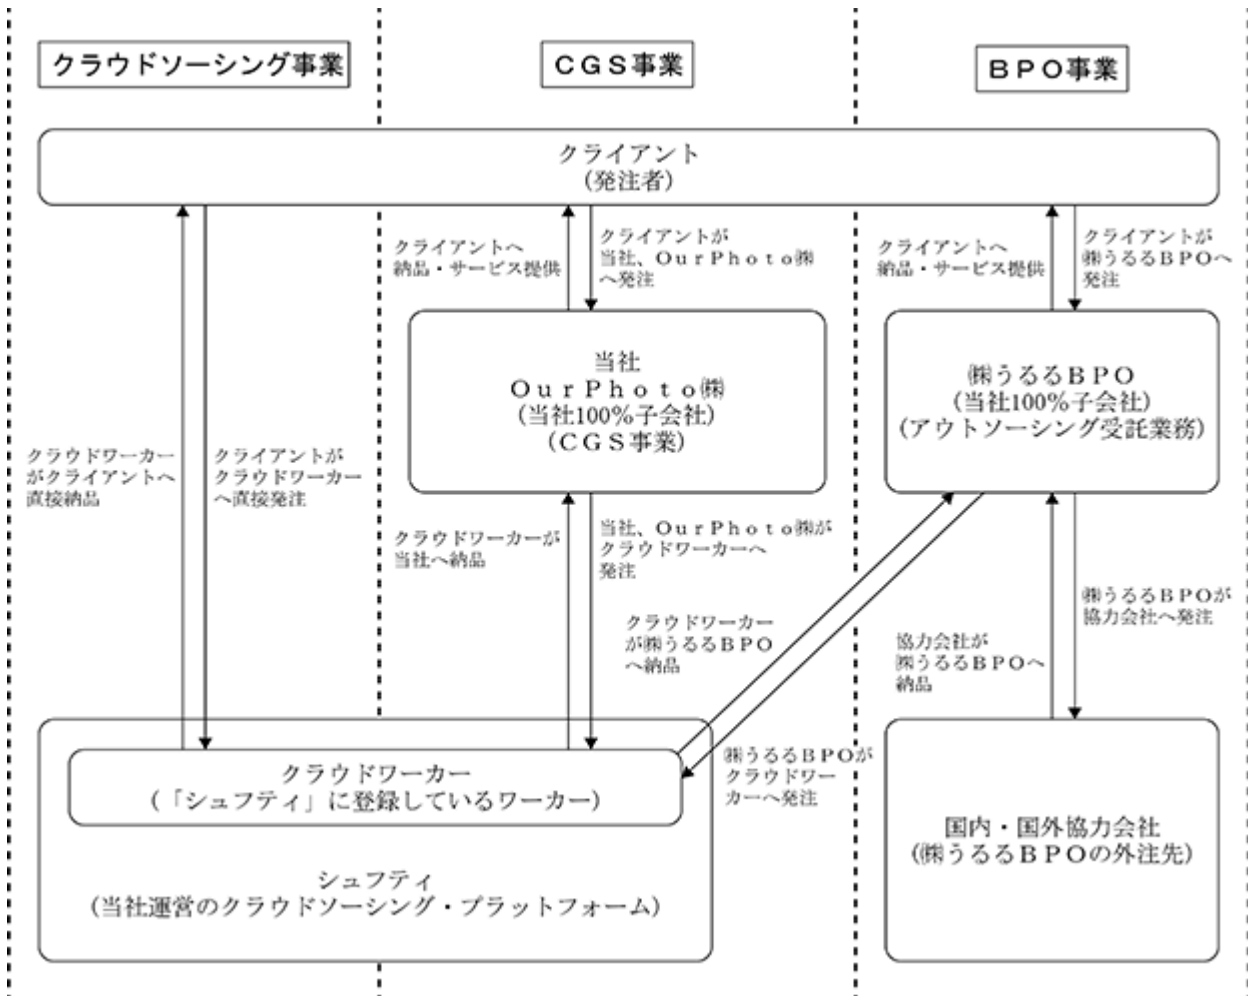 クラウドソーシング事業
ＣＧＳ事業
ＢＰＯ事業
クライアント
（発注者）
クライアントへ
納品・サービス提供
クライアントが
当社、ＯｕｒＰｈｏｔｏ㈱
へ発注
クライアントへ
納品・サービス提供
クライアントが
㈱うるるＢＰＯへ
発注
当社
ＯｕｒＰｈｏｔｏ㈱
（当社100％子会社）
（ＣＧＳ事業）
㈱うるるＢＰＯ
（当社100％子会社）
（アウトソーシング受託業務）
クラウドワーカー
がクライアントへ
直接納品
クライアントが
クラウドワーカー
へ直接発注
クラウドワーカーが
当社へ納品
当社、ＯｕｒＰｈｏｔｏ㈱が
クラウドワーカーへ
発注
クラウドワーカー
が㈱うるるＢＰＯ
へ納品
㈱うるるＢＰＯが
協力会社へ発注
協力会社が
㈱うるるＢＰＯへ
納品
㈱うるるＢＰＯが
クラウドワー
カーへ発注
クラウドワーカー
（「シュフティ」に登録しているワーカー）
シュフティ
（当社運営のクラウドソーシング・プラットフォーム）
国内・国外協力会社
（㈱うるるＢＰＯの外注先）